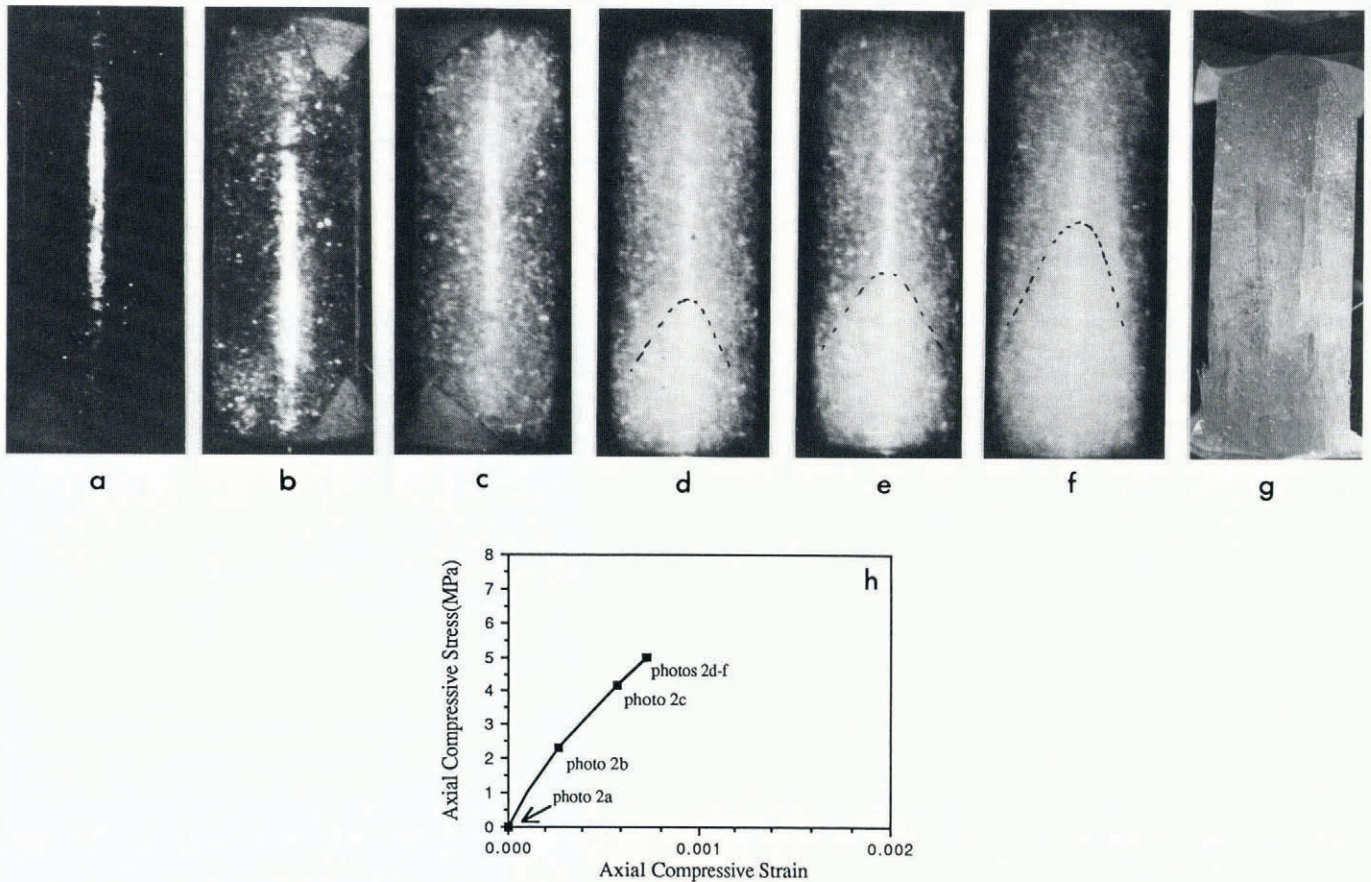 a
b
c
d
e
f
g
h
Axial Compressive Stress(MPa)
8
7
6
5
4
3
2
1
0
photos 2d-f
photo 2c
photo 2b
photo 2a
0.000
0.001
0.002
Axial Compressive Strain